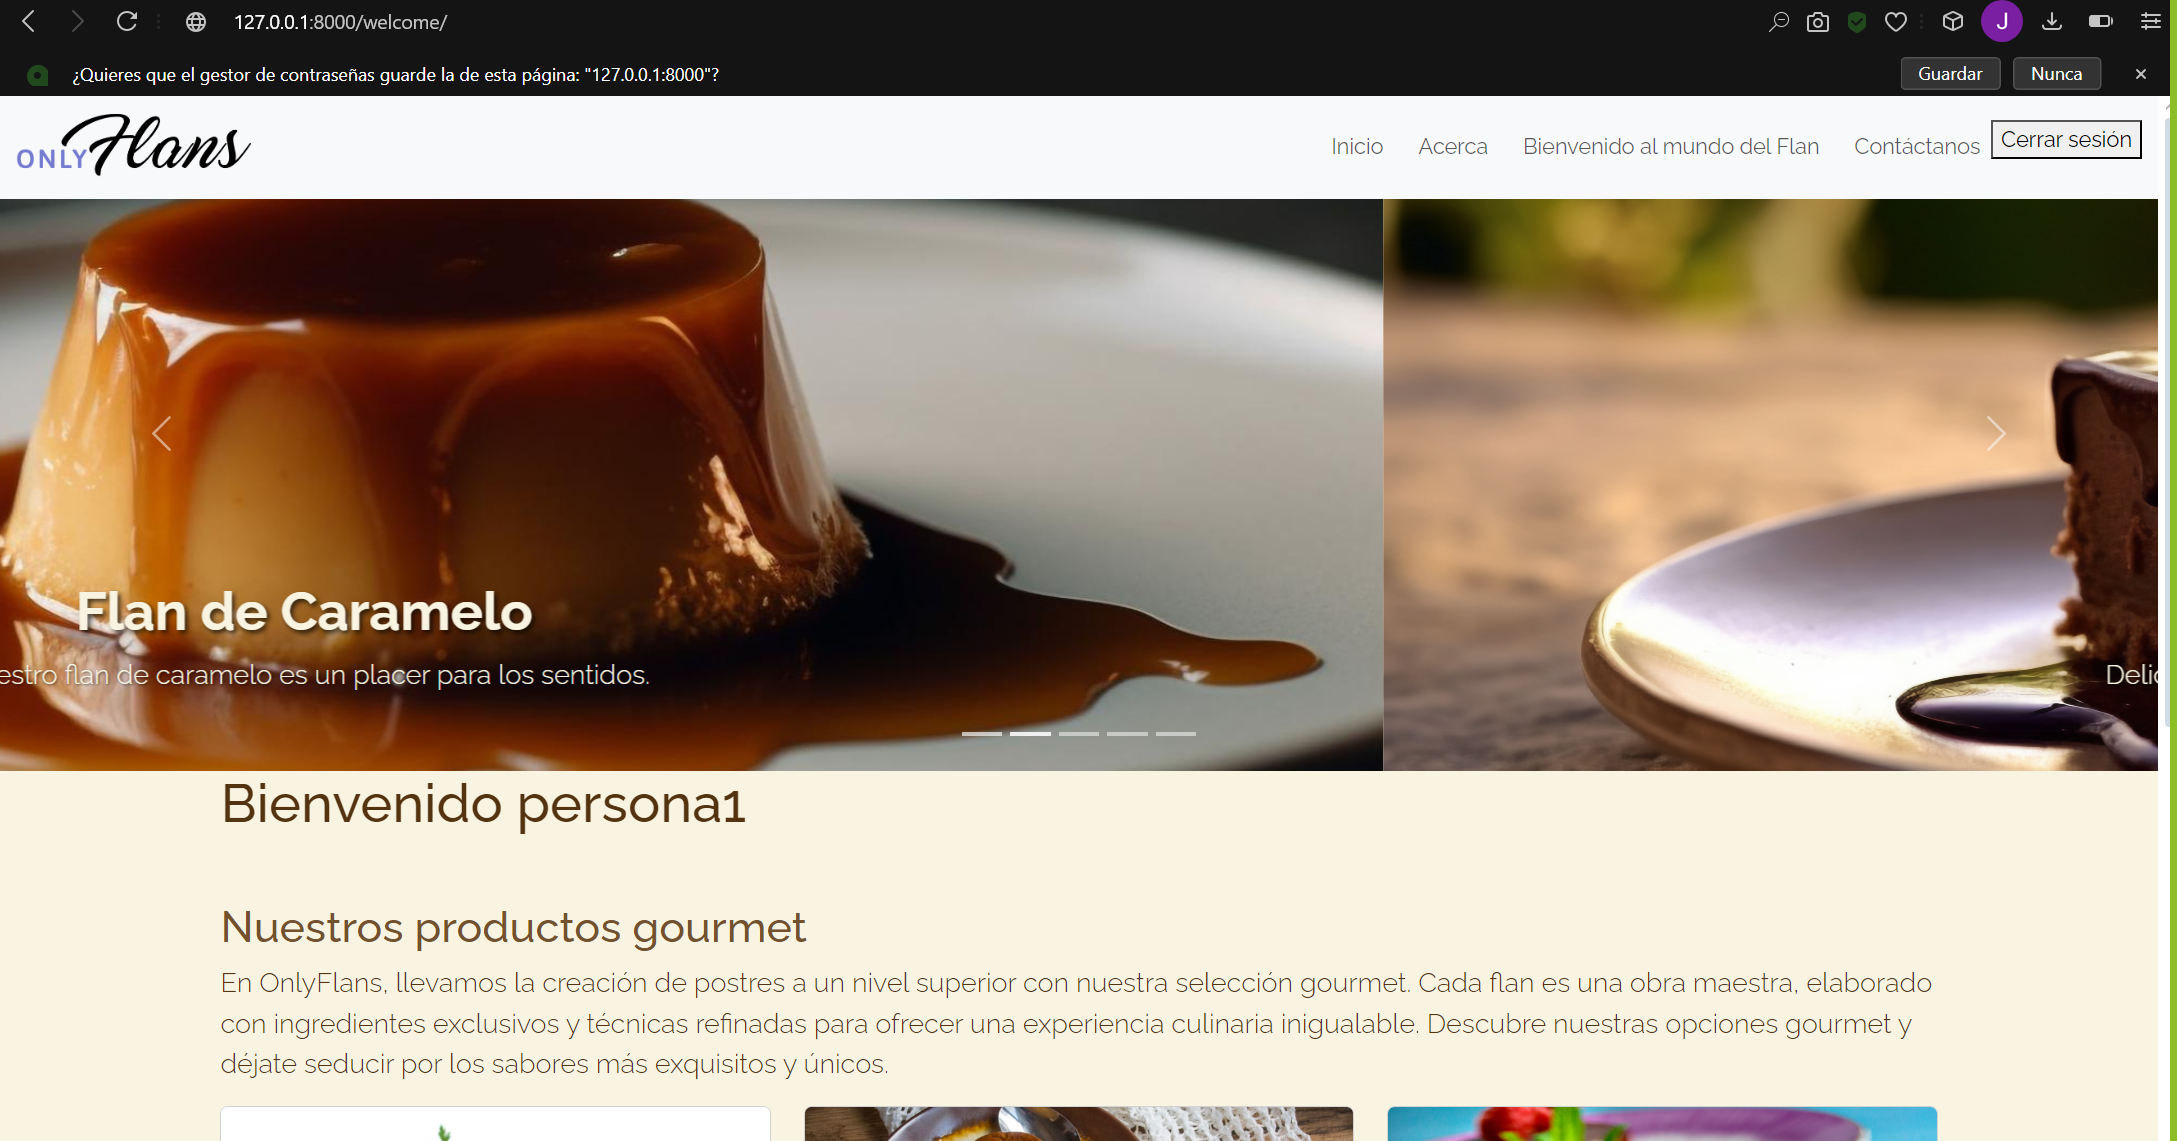 127.0.0.1:8000/welcome/
J
¿Quieres que el gestor de contraseñas guarde la de esta página: "127.0.0.1:8000"?
Guardar
Nunca
ONLY Flans
Inicio
Acerca
Bienvenido al mundo del Flan
Contáctanos
Cerrar sesión
Flan de Caramelo
estro flan de caramelo es un placer para los sentidos.
Delic
Bienvenido persona1
Nuestros productos gourmet
En OnlyFlans, llevamos la creación de postres a un nivel superior con nuestra selección gourmet. Cada flan es una obra maestra, elaborado
con ingredientes exclusivos y técnicas refinadas para ofrecer una experiencia culinaria inigualable. Descubre nuestras opciones gourmet y
déjate seducir por los sabores más exquisitos y únicos.